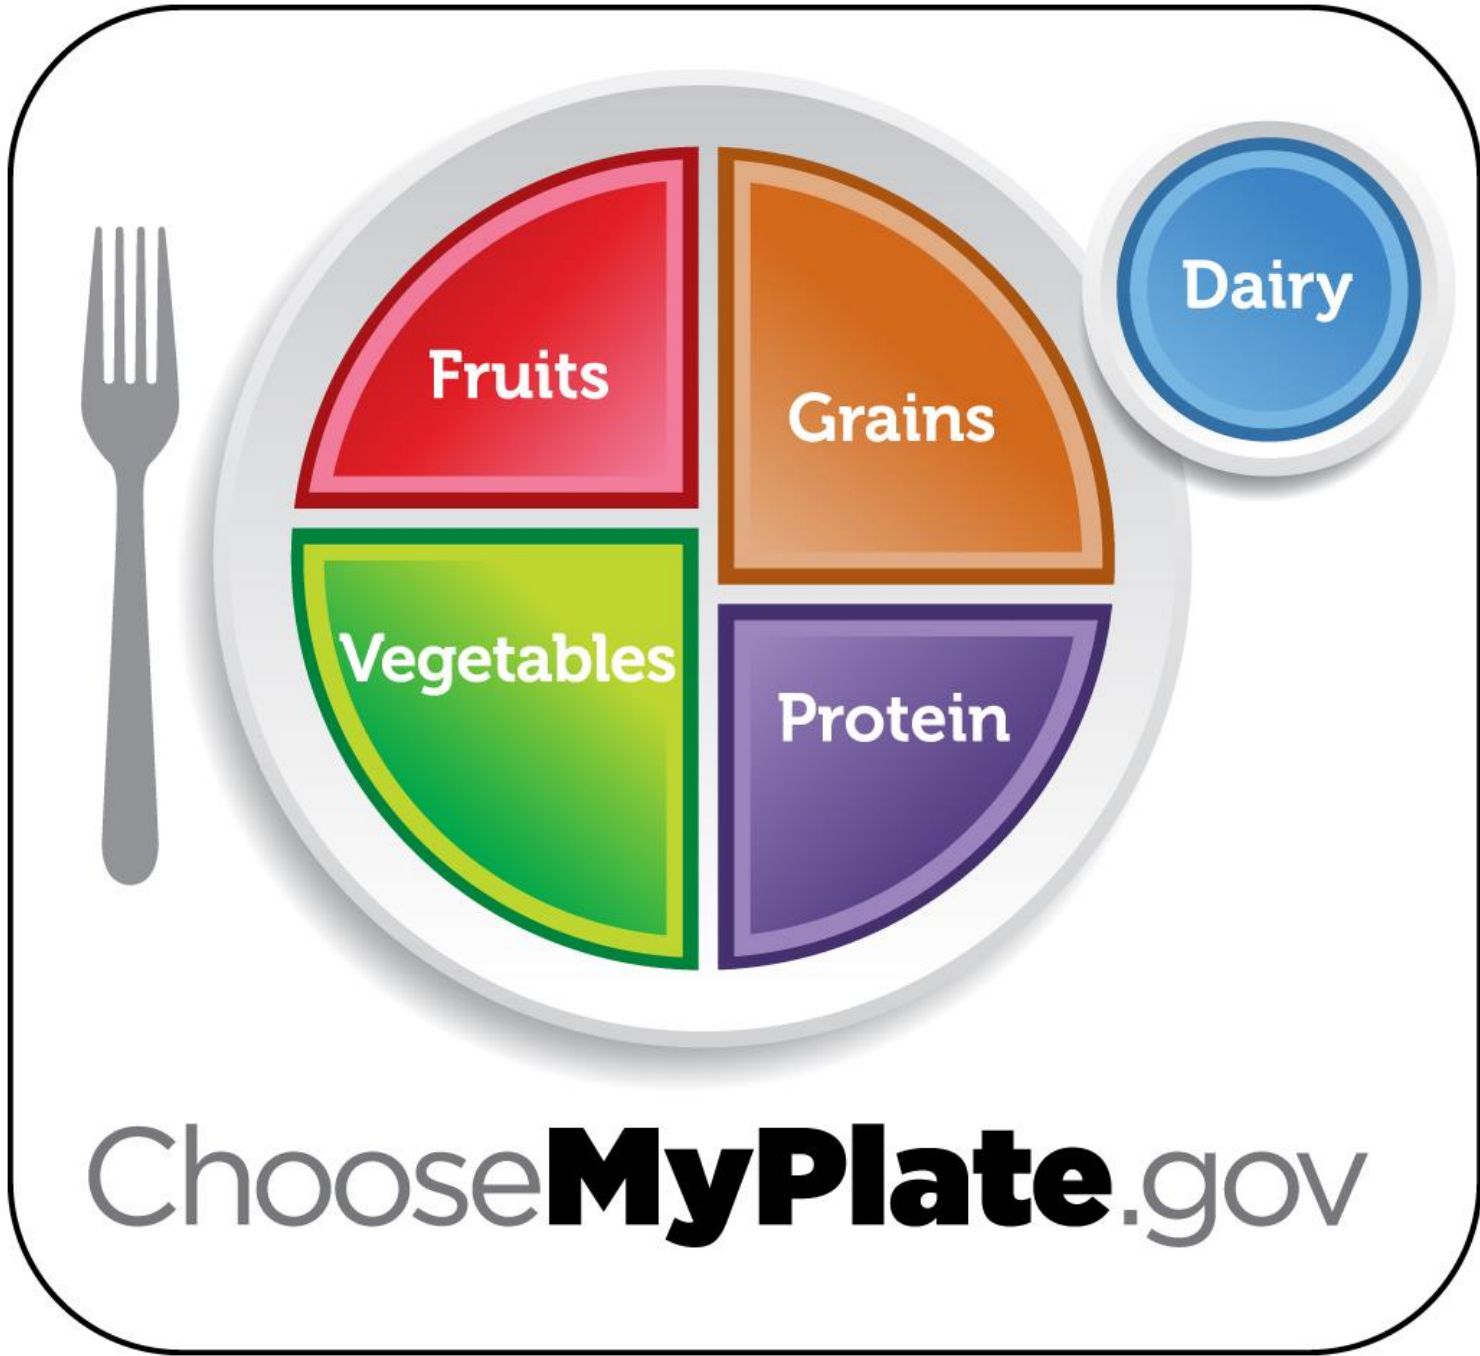 Dairy
Fruits
Grains
Vegetables
Protein
ChooseMyPlate.gov